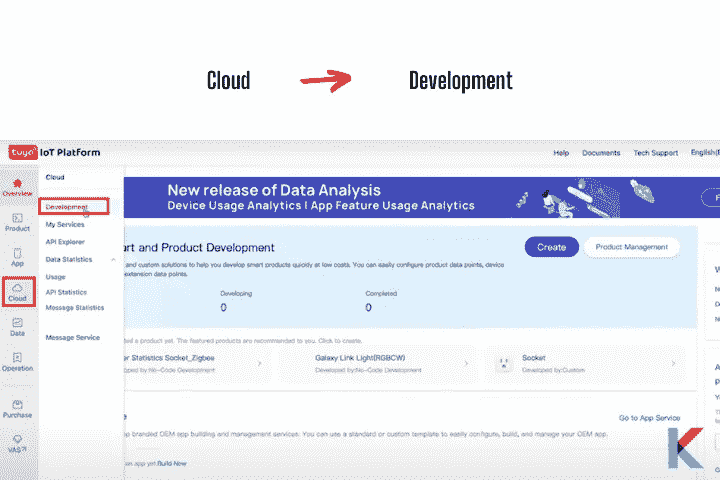 Cloud
Development
tuya IoT Platform
Help
Documents
Tech Support
Cloud
Overview
Product
App
Cloud
Data
Operation
Purchase
VAS
Development
My Services
API Explorer
Data Statistics
Usage
API Statistics
Message Statistics
Message Service
New release of Data Analysis
Device Usage Analytics | App Feature Usage Analytics
and Product Development
Create
Product Management
and custom solutions to help you develop smart products quickly at low costs. You can easily configure product data points, device
extension data points.
Developing
Completed
0
0
a product yet. The featured products are recommended to you. Click to create.
Statistics Socket_Zigbee
Galaxy Link Light(RGBCW)
Socket
by:No-Code Development
Developed by:No-Code Development
Developed by:Custom
Go to App Service
branded OEM app building and management services. You can use a standard or custom template to easily configure, build, and manage your OEM app.
an app yet Build Now
K